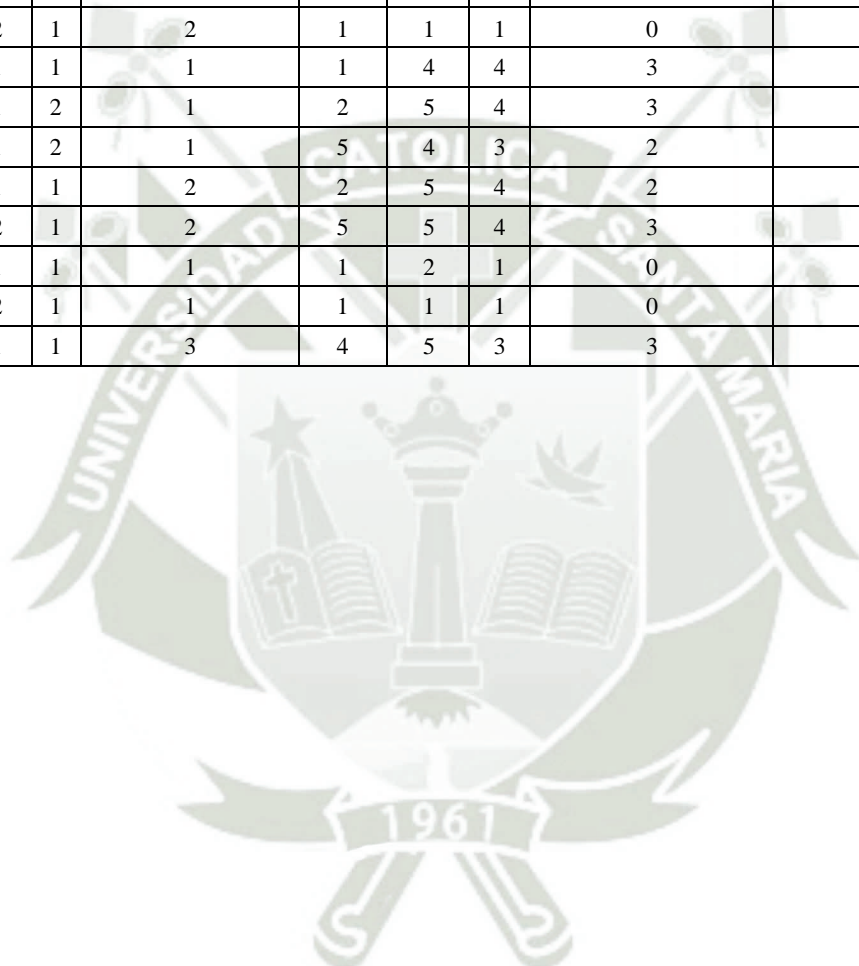 2 1 2 1 1 1 0
1 1 1 4 4 3
2 1 2 5 4 3
2 1 5 4 3 2
1 2 2 5 4 2
2 1 2 5 5 4 3
1 1 1 2 1 0
2 1 1 1 1 1 0
1 3 4 5 3 3
UNIVERSIDAD CATOLICA SANTA MARIA
1961